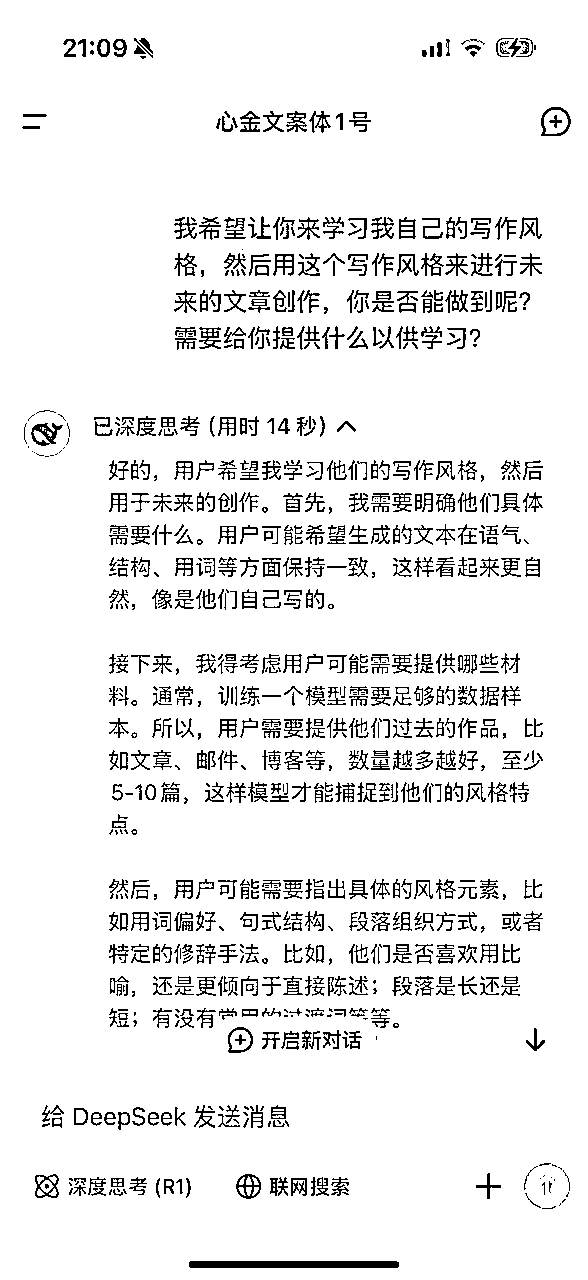 21:09
心金文案体1号
我希望让你来学习我自己的写作风
格，然后用这个写作风格来进行未
来的文章创作，你是否能做到呢？
需要给你提供什么以供学习？
已深度思考 (用时 14 秒)
好的，用户希望我学习他们的写作风格，然后
用于未来的创作。首先，我需要明确他们具体
需要什么。用户可能希望生成的文本在语气、
结构、用词等方面保持一致，这样看起来更自
然，像是他们自己写的。
接下来，我得考虑用户可能需要提供哪些材
料。通常，训练一个模型需要足够的数据样
本。所以，用户需要提供他们过去的作品，比
如文章、邮件、博客等，数量越多越好，至少
5-10篇，这样模型才能捕捉到他们的风格特
点。
然后，用户可能需要指出具体的风格元素，比
如用词偏好、句式结构、段落组织方式，或者
特定的修辞手法。比如，他们是否喜欢用比
喻，还是更倾向于直接陈述；段落是长还是
短；有没有常用的过渡词等等。
开启新对话
给 DeepSeek 发送消息
深度思考 (R1)
联网搜索